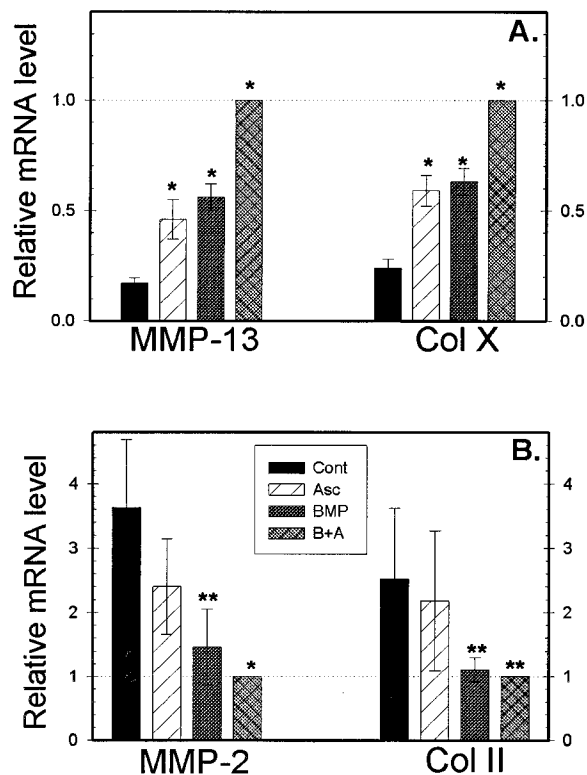 A.
Relative mRNA level
1.0
0.5
0.0
1.0
0.5
0.0
*
*
*
*
*
*
MMP-13
Col X
B.
Relative mRNA level
4
3
2
1
0
4
3
2
1
0
Cont
Asc
BMP
B+A
**
*
**
**
MMP-2
Col II